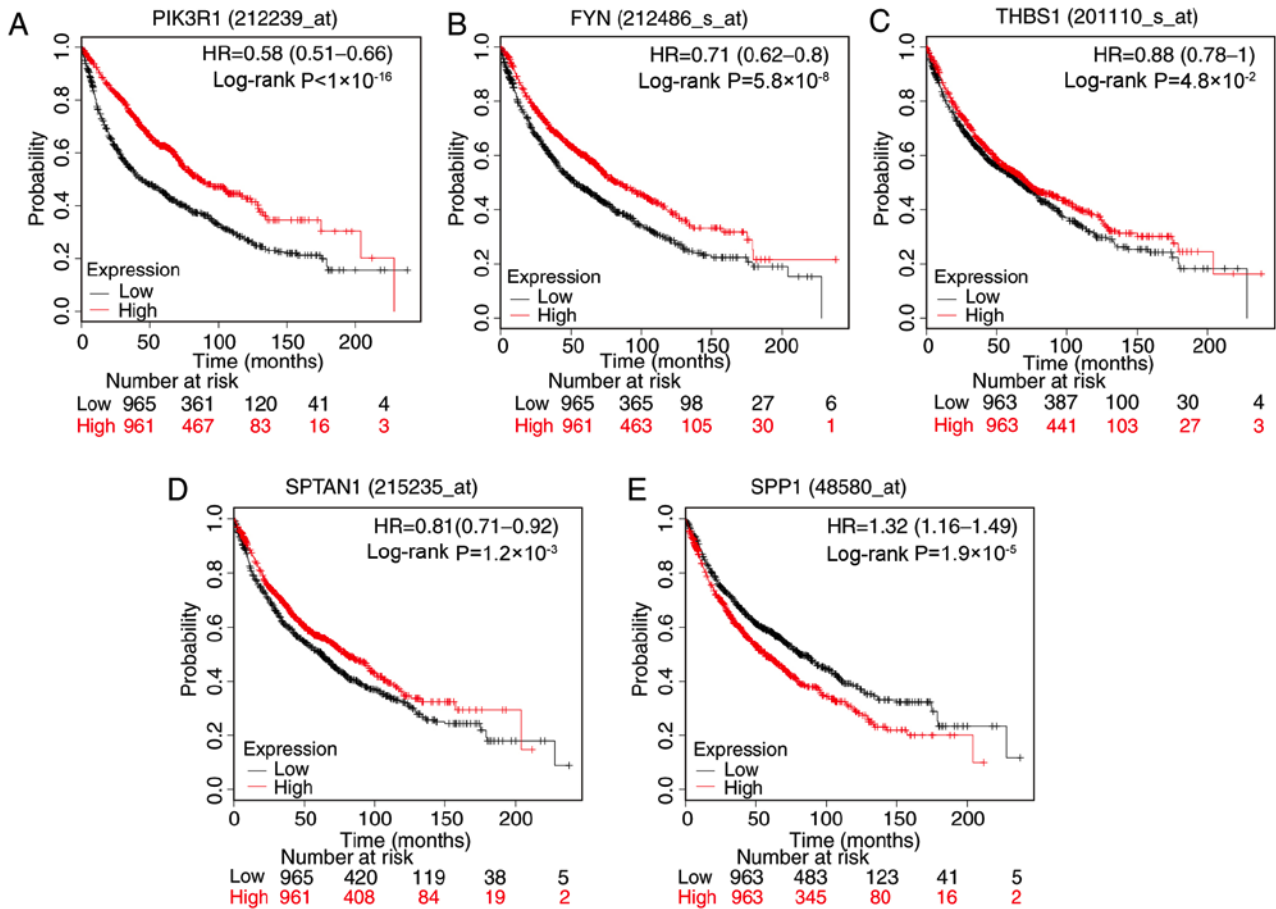 A
PIK3R1 (212239_at)
HR=0.58 (0.51–0.66)
Log-rank P<1×10⁻¹⁶
Probability
1.0
0.8
0.6
0.4
0.2
0.0
Expression
Low
High
0 50 100 150 200
Time (months)
Number at risk
Low 965 361 120 41 4
High 961 467 83 16 3
B
FYN (212486_s_at)
HR=0.71 (0.62–0.8)
Log-rank P=5.8×10⁻⁸
Probability
1.0
0.8
0.6
0.4
0.2
0.0
Expression
Low
High
0 50 100 150 200
Time (months)
Number at risk
Low 965 365 98 27 6
High 961 463 105 30 1
C
THBS1 (201110_s_at)
HR=0.88 (0.78–1)
Log-rank P=4.8×10⁻²
Probability
1.0
0.8
0.6
0.4
0.2
0.0
Expression
Low
High
0 50 100 150 200
Time (months)
Number at risk
Low 963 387 100 30 4
High 963 441 103 27 3
D
SPTAN1 (215235_at)
HR=0.81(0.71–0.92)
Log-rank P=1.2×10⁻³
Probability
1.0
0.8
0.6
0.4
0.2
0.0
Expression
Low
High
0 50 100 150 200
Time (months)
Number at risk
Low 965 420 119 38 5
High 961 408 84 19 2
E
SPP1 (48580_at)
HR=1.32 (1.16–1.49)
Log-rank P=1.9×10⁻⁵
Probability
1.0
0.8
0.6
0.4
0.2
0.0
Expression
Low
High
0 50 100 150 200
Time (months)
Number at risk
Low 963 483 123 41 5
High 963 345 80 16 2